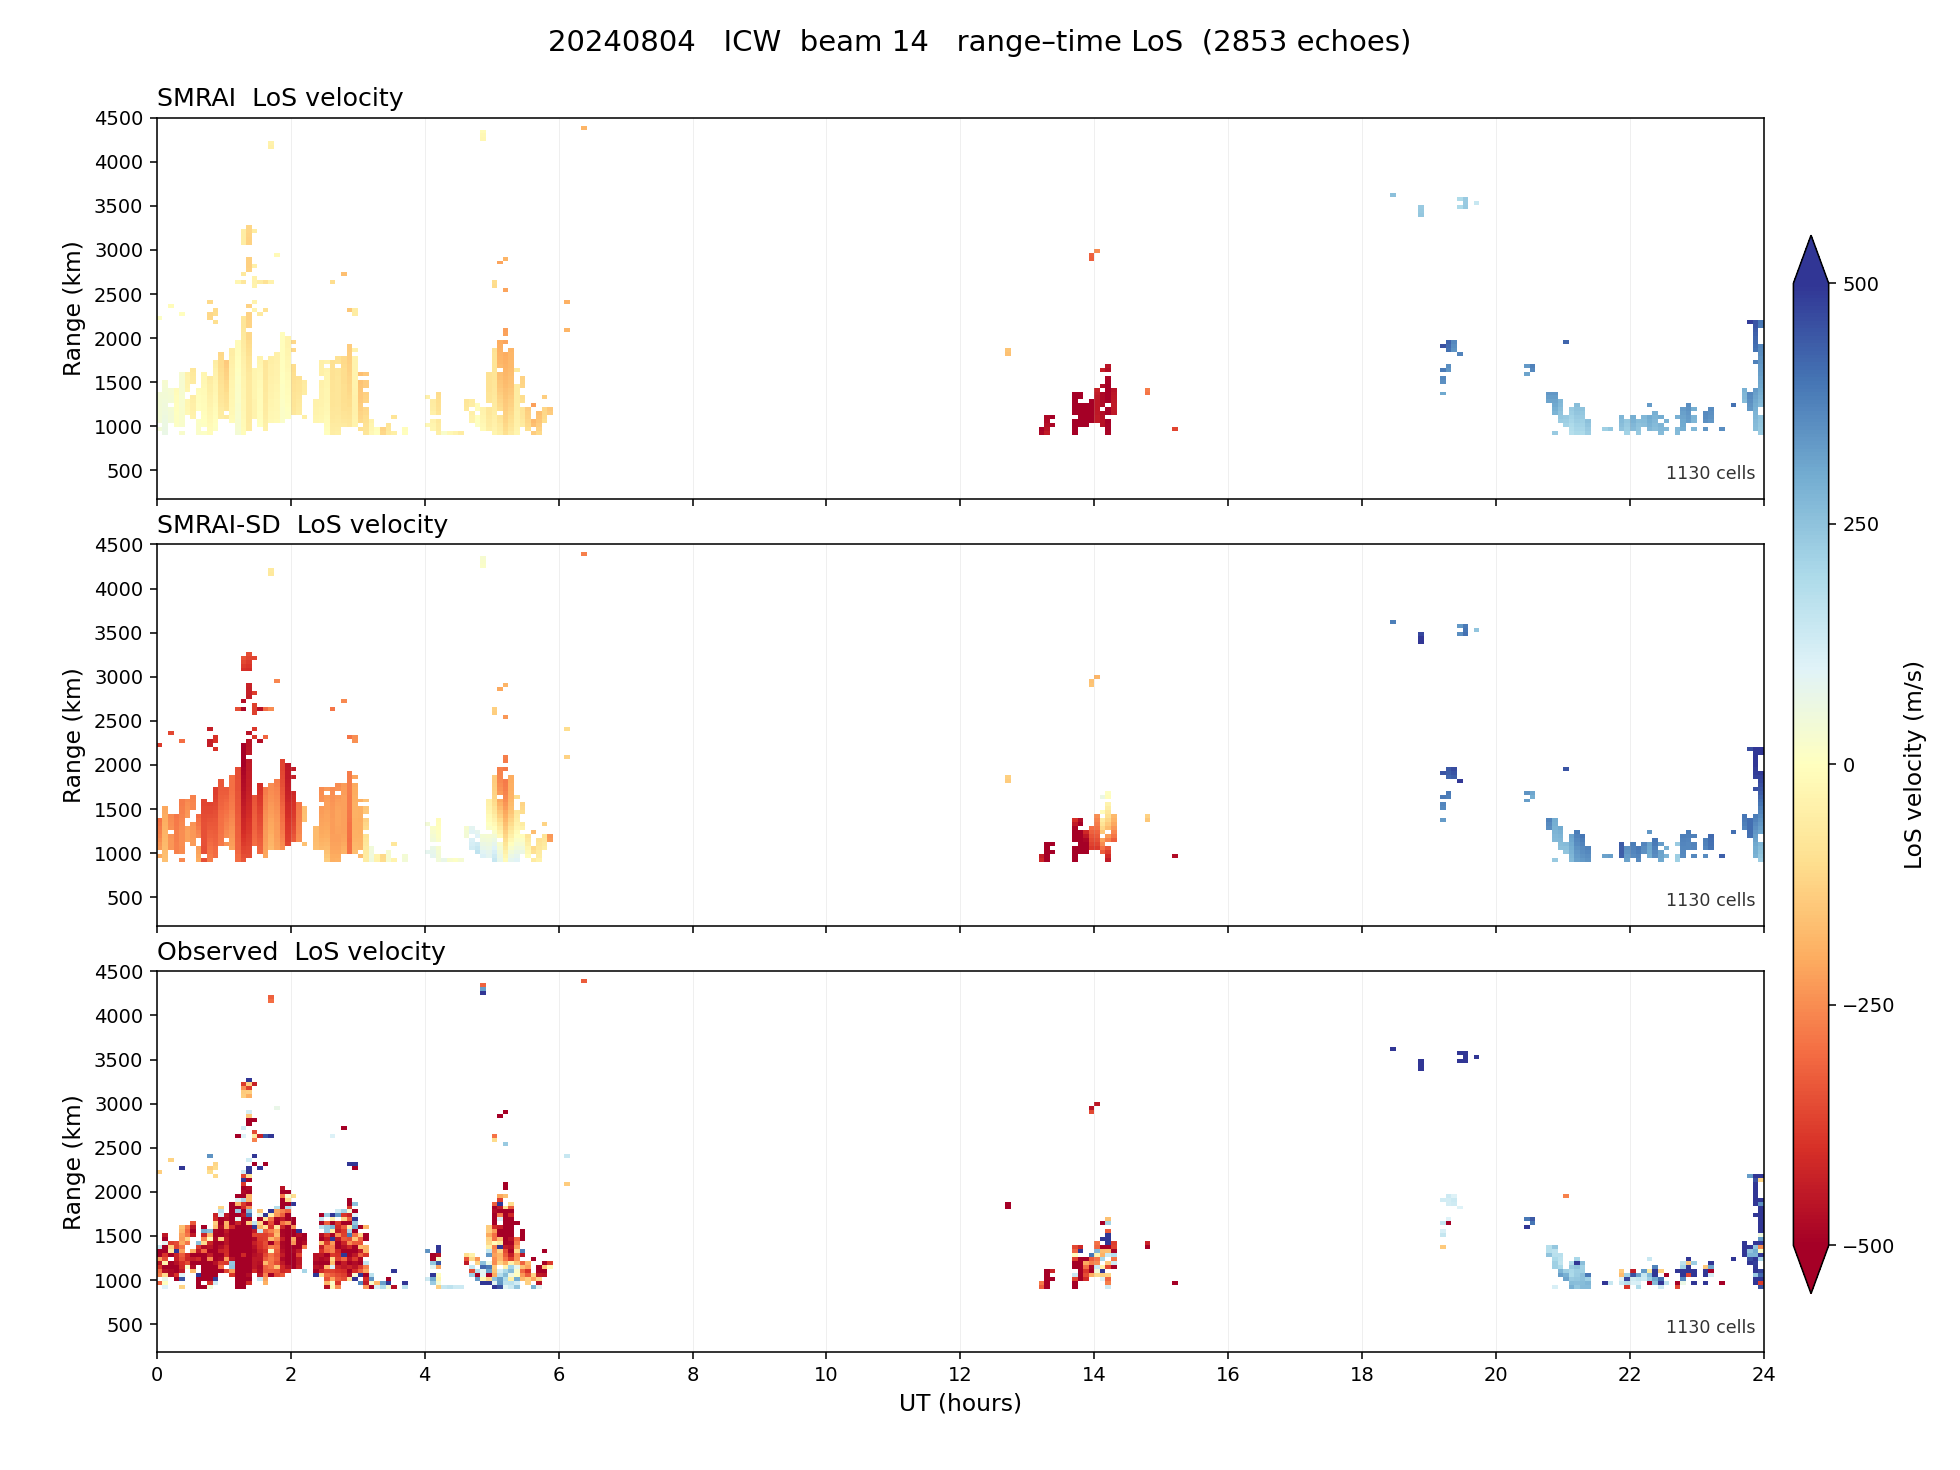 20240804 ICW beam 14 range–time LoS (2853 echoes)
SMRAI LoS velocity
4500
4000
3500
3000
2500
2000
1500
1000
500
Range (km)
1130 cells
SMRAI-SD LoS velocity
4500
4000
3500
3000
2500
2000
1500
1000
500
Range (km)
1130 cells
Observed LoS velocity
4500
4000
3500
3000
2500
2000
1500
1000
500
Range (km)
1130 cells
0 2 4 6 8 10 12 14 16 18 20 22 24
UT (hours)
500
250
0
−250
−500
LoS velocity (m/s)